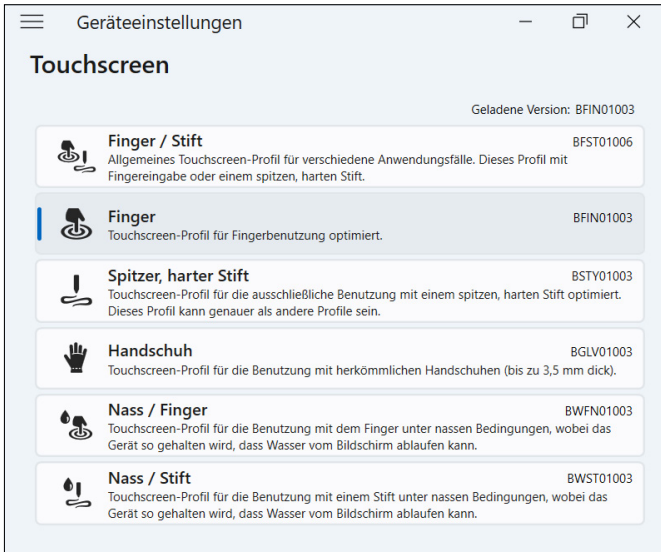 Geräteeinstellungen
Touchscreen
Geladene Version: BFIN01003
Finger / Stift BFST01006
Allgemeines Touchscreen-Profil für verschiedene Anwendungsfälle. Dieses Profil mit
Fingereingabe oder einem spitzen, harten Stift.
Finger BFIN01003
Touchscreen-Profil für Fingerbenutzung optimiert.
Spitzer, harter Stift BSTY01003
Touchscreen-Profil für die ausschließliche Benutzung mit einem spitzen, harten Stift optimiert.
Dieses Profil kann genauer als andere Profile sein.
Handschuh BGLV01003
Touchscreen-Profil für die Benutzung mit herkömmlichen Handschuhen (bis zu 3,5 mm dick).
Nass / Finger BWFN01003
Touchscreen-Profil für die Benutzung mit dem Finger unter nassen Bedingungen, wobei das
Gerät so gehalten wird, dass Wasser vom Bildschirm ablaufen kann.
Nass / Stift BWST01003
Touchscreen-Profil für die Benutzung mit einem Stift unter nassen Bedingungen, wobei das
Gerät so gehalten wird, dass Wasser vom Bildschirm ablaufen kann.